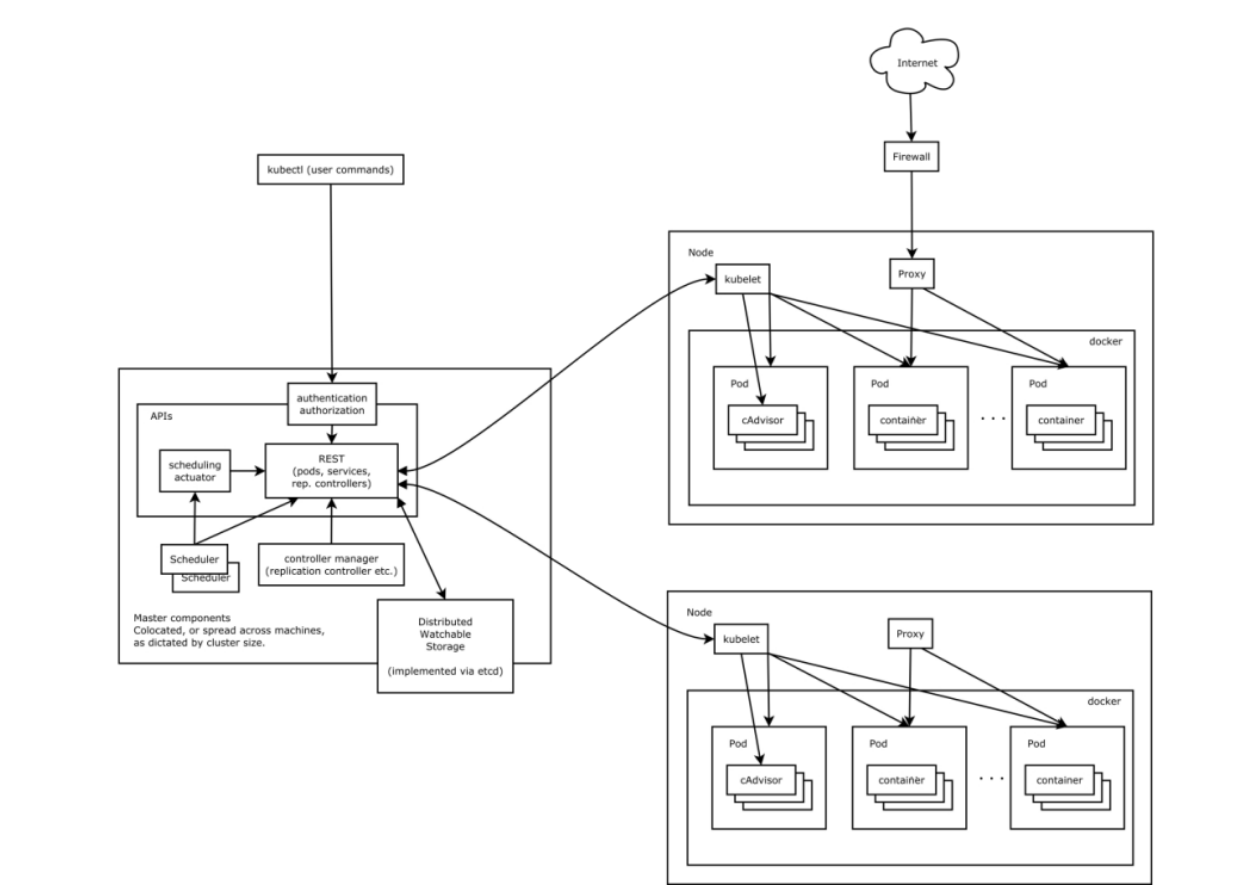 Internet
Firewall
kubectl (user commands)
Node
kubelet
Proxy
docker
Pod
cAdvisor
Pod
container
. . .
Pod
container
authentication
authorization
APIs
REST
(pods, services,
rep. controllers)
scheduling
actuator
Scheduler
Scheduler
controller manager
(replication controller etc.)
Distributed
Watchable
Storage
(implemented via etcd)
Master components
Colocated, or spread across machines,
as dictated by cluster size.
Node
kubelet
Proxy
docker
Pod
cAdvisor
Pod
container
. . .
Pod
container